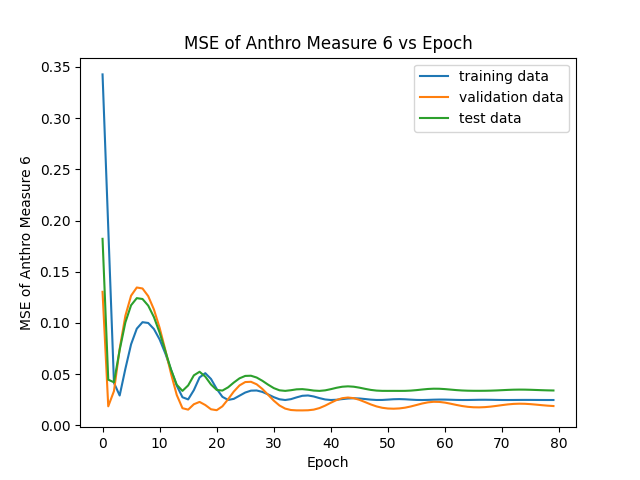 MSE of Anthro Measure 6 vs Epoch
training data
validation data
test data
MSE of Anthro Measure 6
0.35
0.30
0.25
0.20
0.15
0.10
0.05
0.00
0 10 20 30 40 50 60 70 80
Epoch